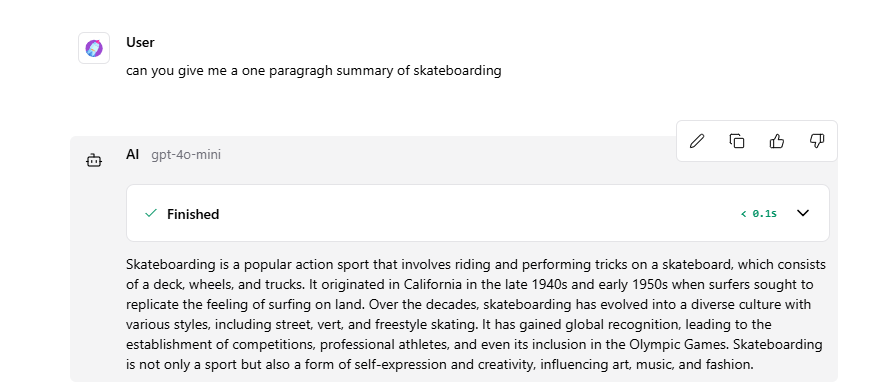 User
can you give me a one paragragh summary of skateboarding
AI gpt-4o-mini
Finished
< 0.1s
Skateboarding is a popular action sport that involves riding and performing tricks on a skateboard, which consists
of a deck, wheels, and trucks. It originated in California in the late 1940s and early 1950s when surfers sought to
replicate the feeling of surfing on land. Over the decades, skateboarding has evolved into a diverse culture with
various styles, including street, vert, and freestyle skating. It has gained global recognition, leading to the
establishment of competitions, professional athletes, and even its inclusion in the Olympic Games. Skateboarding
is not only a sport but also a form of self-expression and creativity, influencing art, music, and fashion.